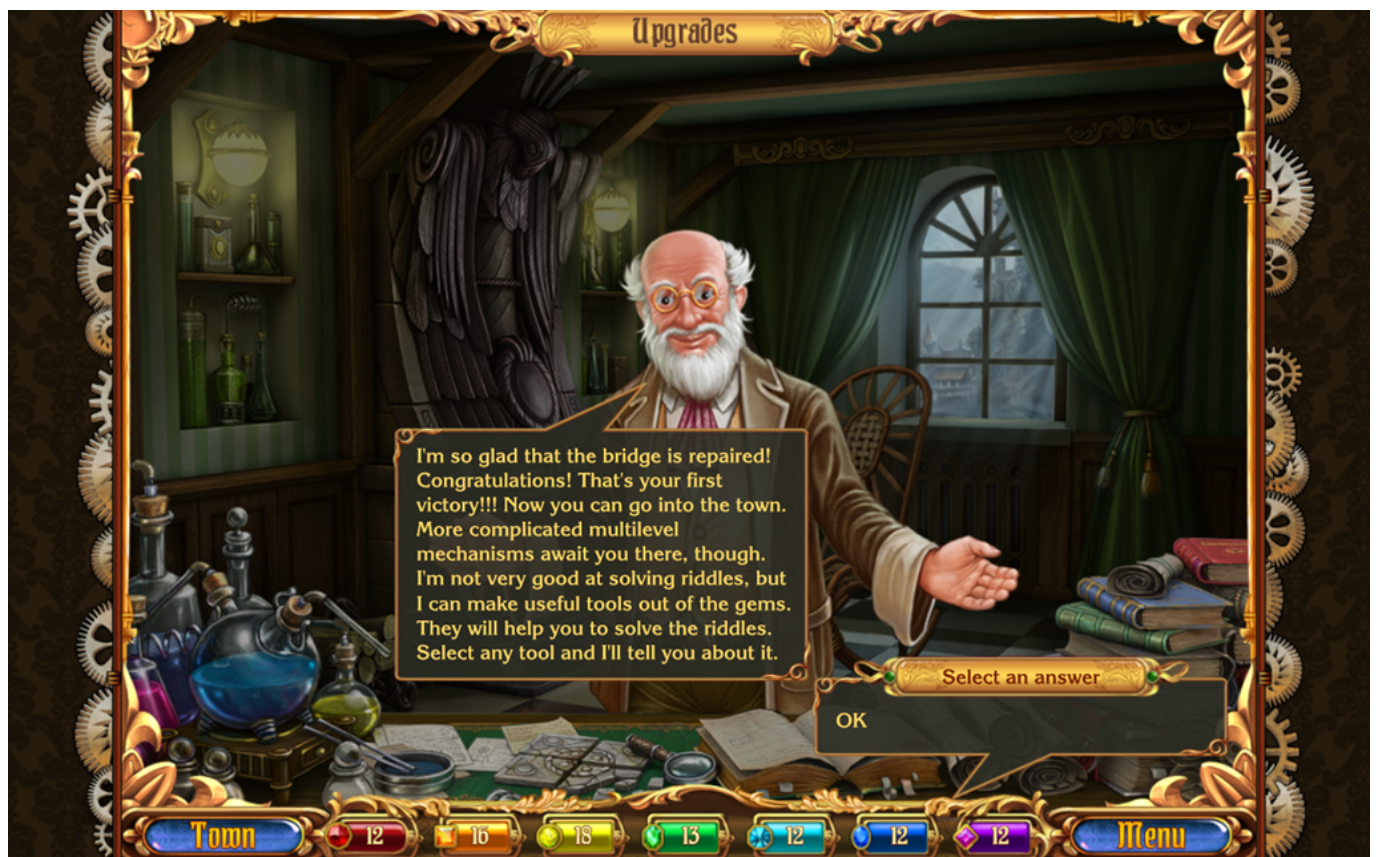 Upgrades
I'm so glad that the bridge is repaired!
Congratulations! That's your first
victory!!! Now you can go into the town.
More complicated multilevel
mechanisms await you there, though.
I'm not very good at solving riddles, but
I can make useful tools out of the gems.
They will help you to solve the riddles.
Select any tool and I'll tell you about it.
Select an answer
OK
Town
12
16
18
13
12
12
12
Menu